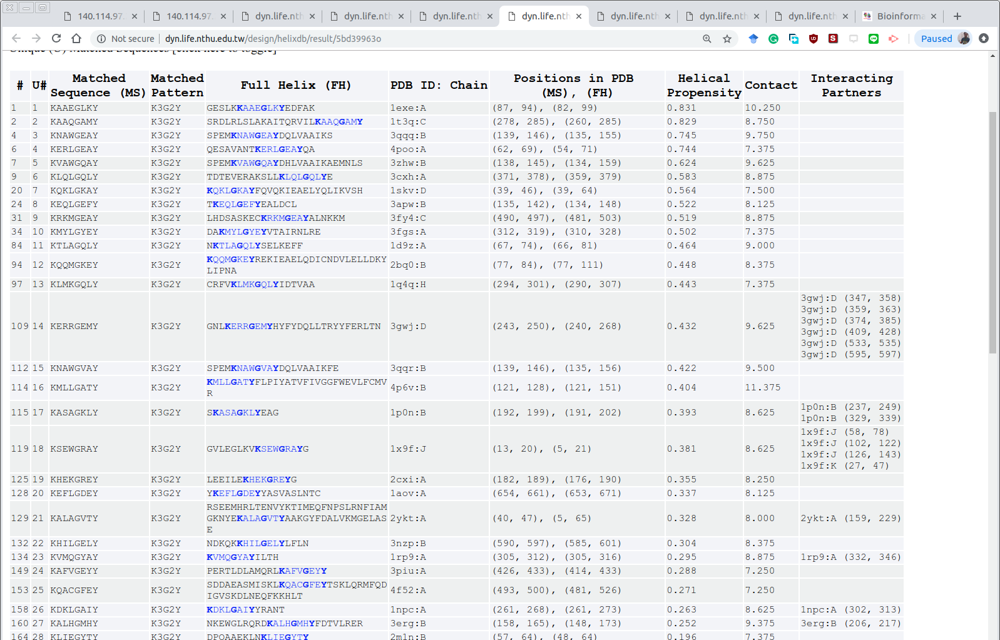 140.114.97.
140.114.97.
dyn.life.nth
dyn.life.nth
dyn.life.nth
dyn.life.nth
dyn.life.nth
dyn.life.nth
dyn.life.nth
Bioinforma
Not secure dyn.life.nthu.edu.tw/design/helixdb/result/5bd39963o
Paused
Unique (U) Matched Sequences [click here to toggle]
# U# Matched Sequence (MS) Matched Pattern Full Helix (FH) PDB ID: Chain Positions in PDB (MS), (FH) Helical Propensity Contact Interacting Partners
1 1 KAAEGLKY K3G2Y GESLKKAAEGLKYEDFAK 1exe:A (87, 94), (82, 99) 0.831 10.250
2 2 KAAQGAMY K3G2Y SRDLRLSLAKAITQRVILKAAQGAMY 1t3q:C (278, 285), (260, 285) 0.829 8.750
4 3 KNAWGEAY K3G2Y SPEMKNAWGEAYDQLVAAIKS 3qqq:B (139, 146), (135, 155) 0.745 9.750
6 4 KERLGEAY K3G2Y QESAVANTKERLGEAYQA 4poo:A (62, 69), (54, 71) 0.744 7.375
7 5 KVAWGQAY K3G2Y SPEMKVAWGQAYDHLVAAIKAEMNLS 3zhw:B (138, 145), (134, 159) 0.624 9.625
9 6 KLQLGQLY K3G2Y TDTEVERAKSLLKLQLGQLYE 3cxh:A (371, 378), (359, 379) 0.583 8.875
20 7 KQKLGKAY K3G2Y KQKLGKAYFQVQKIEAELYQLIKVSH 1skv:D (39, 46), (39, 64) 0.564 7.500
24 8 KEQLGEFY K3G2Y TKEQLGEFYEALDCL 3apw:B (135, 142), (134, 148) 0.522 8.125
31 9 KRKMGEAY K3G2Y LHDSASKECKRKMGEAYALNKKM 3fy4:C (490, 497), (481, 503) 0.519 8.875
34 10 KMYLGYEY K3G2Y DAKMYLGYEYVTAIRNLRE 3fgs:A (312, 319), (310, 328) 0.502 7.375
84 11 KTLAGQLY K3G2Y NKTLAGQLYSELKEFF 1d9z:A (67, 74), (66, 81) 0.464 9.000
94 12 KQQMGKEY K3G2Y KQQMGKEYREKIEAELQDICNDVLELLDKY
LIPNA 2bq0:B (77, 84), (77, 111) 0.448 8.375
97 13 KLMKGQLY K3G2Y CRFVKLMKGQLYIDTVAA 1q4q:H (294, 301), (290, 307) 0.443 7.375
109 14 KERRGEMY K3G2Y GNLKERRGEMYHYFYDQLLTRYYFERLTN 3gwj:D (243, 250), (240, 268) 0.432 9.625 3gwj:D (347, 358)
3gwj:D (359, 363)
3gwj:D (374, 385)
3gwj:D (409, 428)
3gwj:D (533, 535)
3gwj:D (595, 597)
112 15 KNAWGVAY K3G2Y SPEMKNAWGVAYDQLVAAIKFE 3qqr:B (139, 146), (135, 156) 0.422 9.500
114 16 KMLLGATY K3G2Y KMLLGATYFLPIYATVFIVGGFWEVLFCMV
R 4p6v:B (121, 128), (121, 151) 0.404 11.375
115 17 KASAGKLY K3G2Y SKASAGKLYEAG 1p0n:B (192, 199), (191, 202) 0.393 8.625 1p0n:B (237, 249)
1p0n:B (329, 339)
119 18 KSEWGRAY K3G2Y GVLEGLKVKSEWGRAYG 1x9f:J (13, 20), (5, 21) 0.381 8.625 1x9f:J (58, 78)
1x9f:J (102, 122)
1x9f:J (126, 143)
1x9f:K (27, 47)
125 19 KHEKGREY K3G2Y LEEILEKHEKGREYG 2cxi:A (182, 189), (176, 190) 0.355 8.250
128 20 KEFLGDEY K3G2Y YKEFLGDEYYASVASLNTC 1aov:A (654, 661), (653, 671) 0.337 8.125
129 21 KALAGVTY K3G2Y RSEEMHRLTENVYKTIMEQFNPSLRNFIAM
GKNYEKALAGVTYAAKGYFDALVKMGELAS
E 2ykt:A (40, 47), (5, 65) 0.328 8.000 2ykt:A (159, 229)
132 22 KHILGELY K3G2Y NDKQKKHILGELYLFLN 3nzp:B (590, 597), (585, 601) 0.304 8.375
134 23 KVMQGYAY K3G2Y KVMQGYAYILTH 1rp9:A (305, 312), (305, 316) 0.295 8.875 1rp9:A (332, 346)
149 24 KAFVGEYY K3G2Y PERTLDLAMQRLKAFVGEYY 3piu:A (426, 433), (414, 433) 0.288 7.250
153 25 KQACGFEY K3G2Y SDDAEASMISKLKQACGFEYTSKLQRMFQD
IGVSKDLNEQFKKHLT 4f52:A (493, 500), (481, 526) 0.271 7.250
158 26 KDKLGAIY K3G2Y KDKLGAIYYRANT 1npc:A (261, 268), (261, 273) 0.263 8.625 1npc:A (302, 313)
160 27 KALHGMHY K3G2Y NKEWGLRQRDKALHGMHYFDTVLRER 3erg:B (158, 165), (148, 173) 0.252 9.375 3erg:B (206, 217)
164 28 KLIEGYTY K3G2Y DPQAAEKLNKLIEGYTY 2m1n:B (57, 64), (48, 64) 0.196 7.375